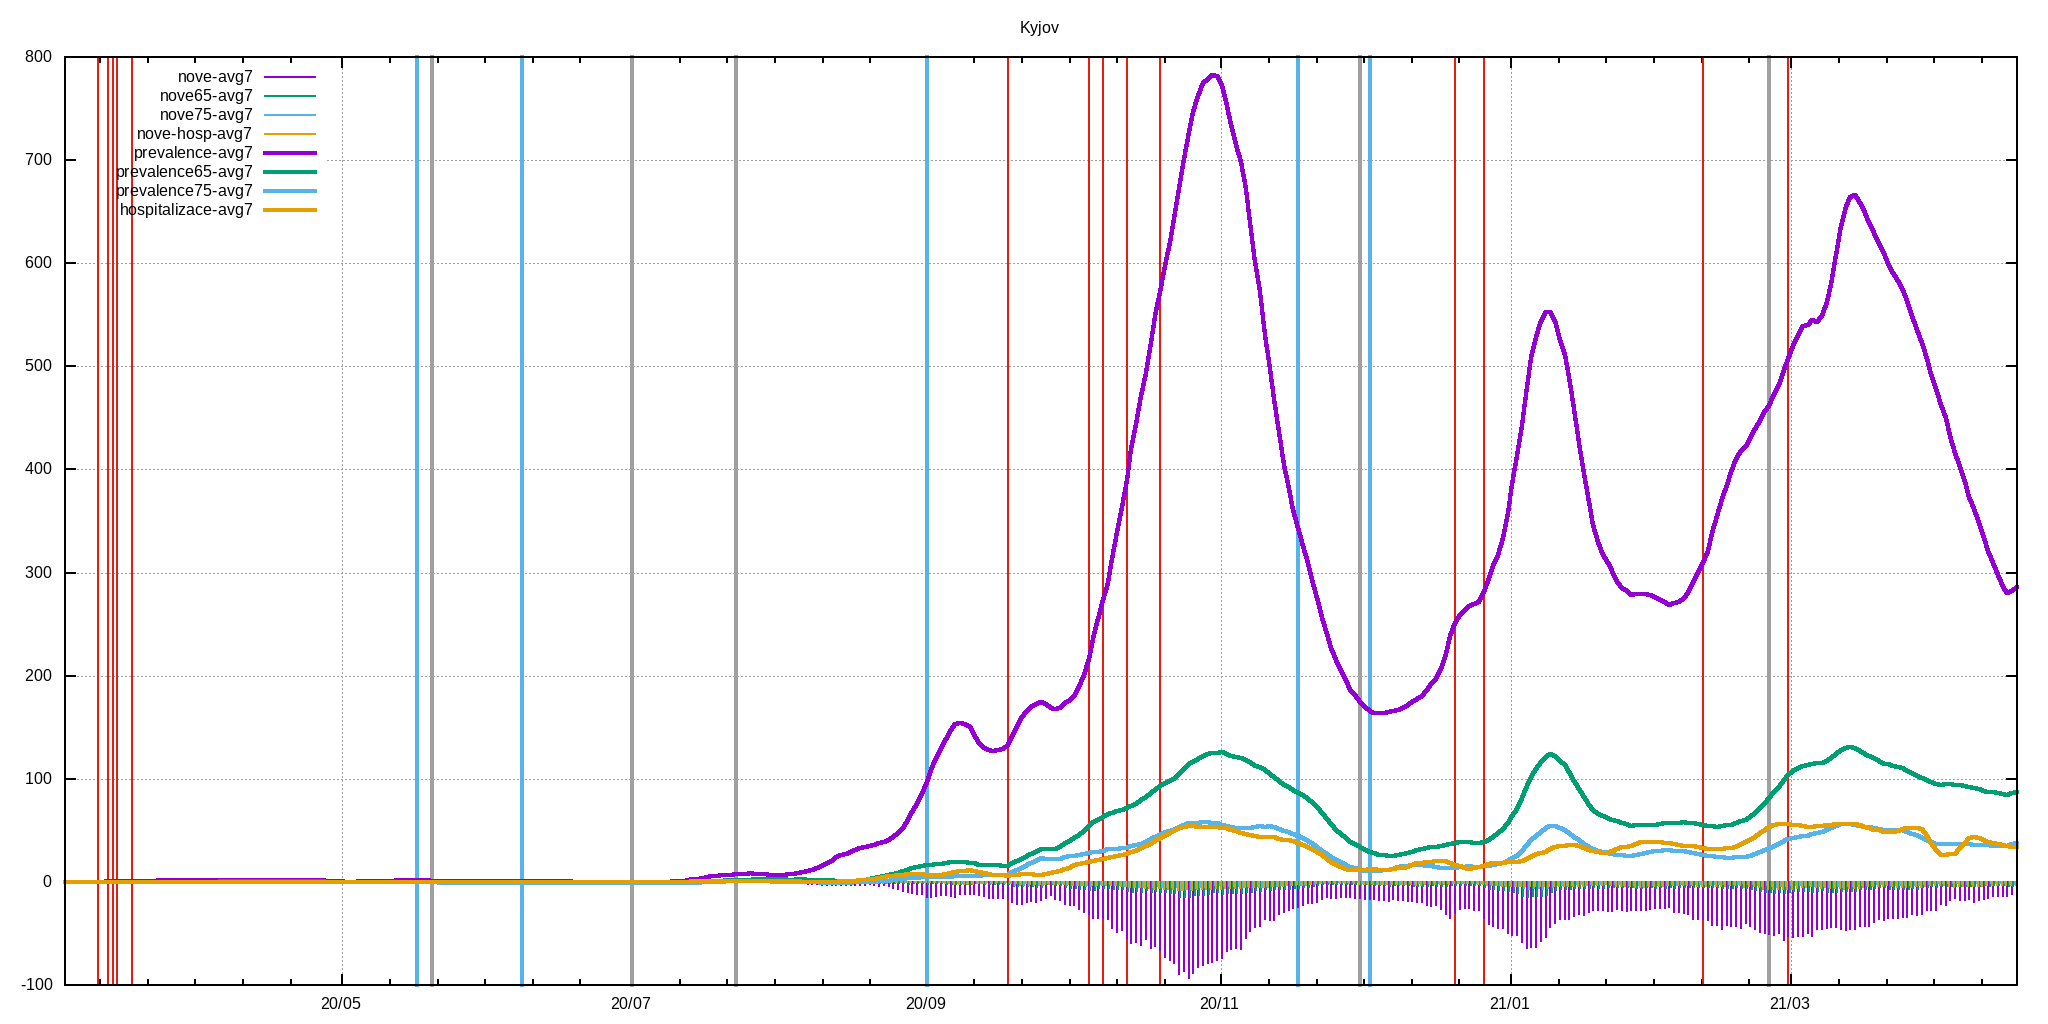 Kyjov
800
700
600
500
400
300
200
100
0
-100
nove-avg7
nove65-avg7
nove75-avg7
nove-hosp-avg7
prevalence-avg7
prevalence65-avg7
prevalence75-avg7
hospitalizace-avg7
20/05 20/07 20/09 20/11 21/01 21/03